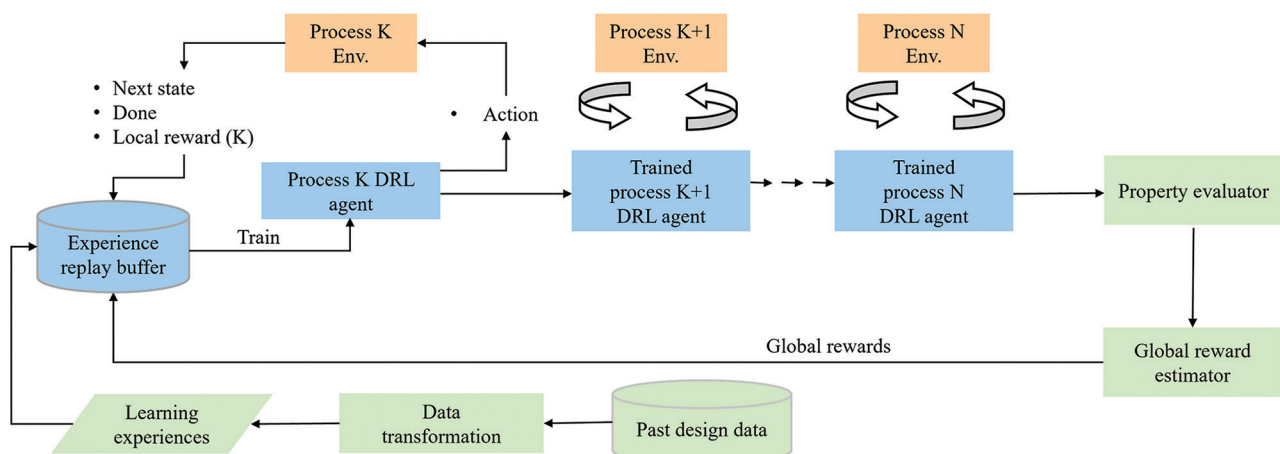 Process K
Env.
Process K+1
Env.
Process N
Env.
• Next state
• Done
• Local reward (K)
• Action
Process K DRL
agent
Trained
process K+1
DRL agent
Trained
process N
DRL agent
Property evaluator
Experience
replay buffer
Train
Global rewards
Global reward
estimator
Learning
experiences
Data
transformation
Past design data